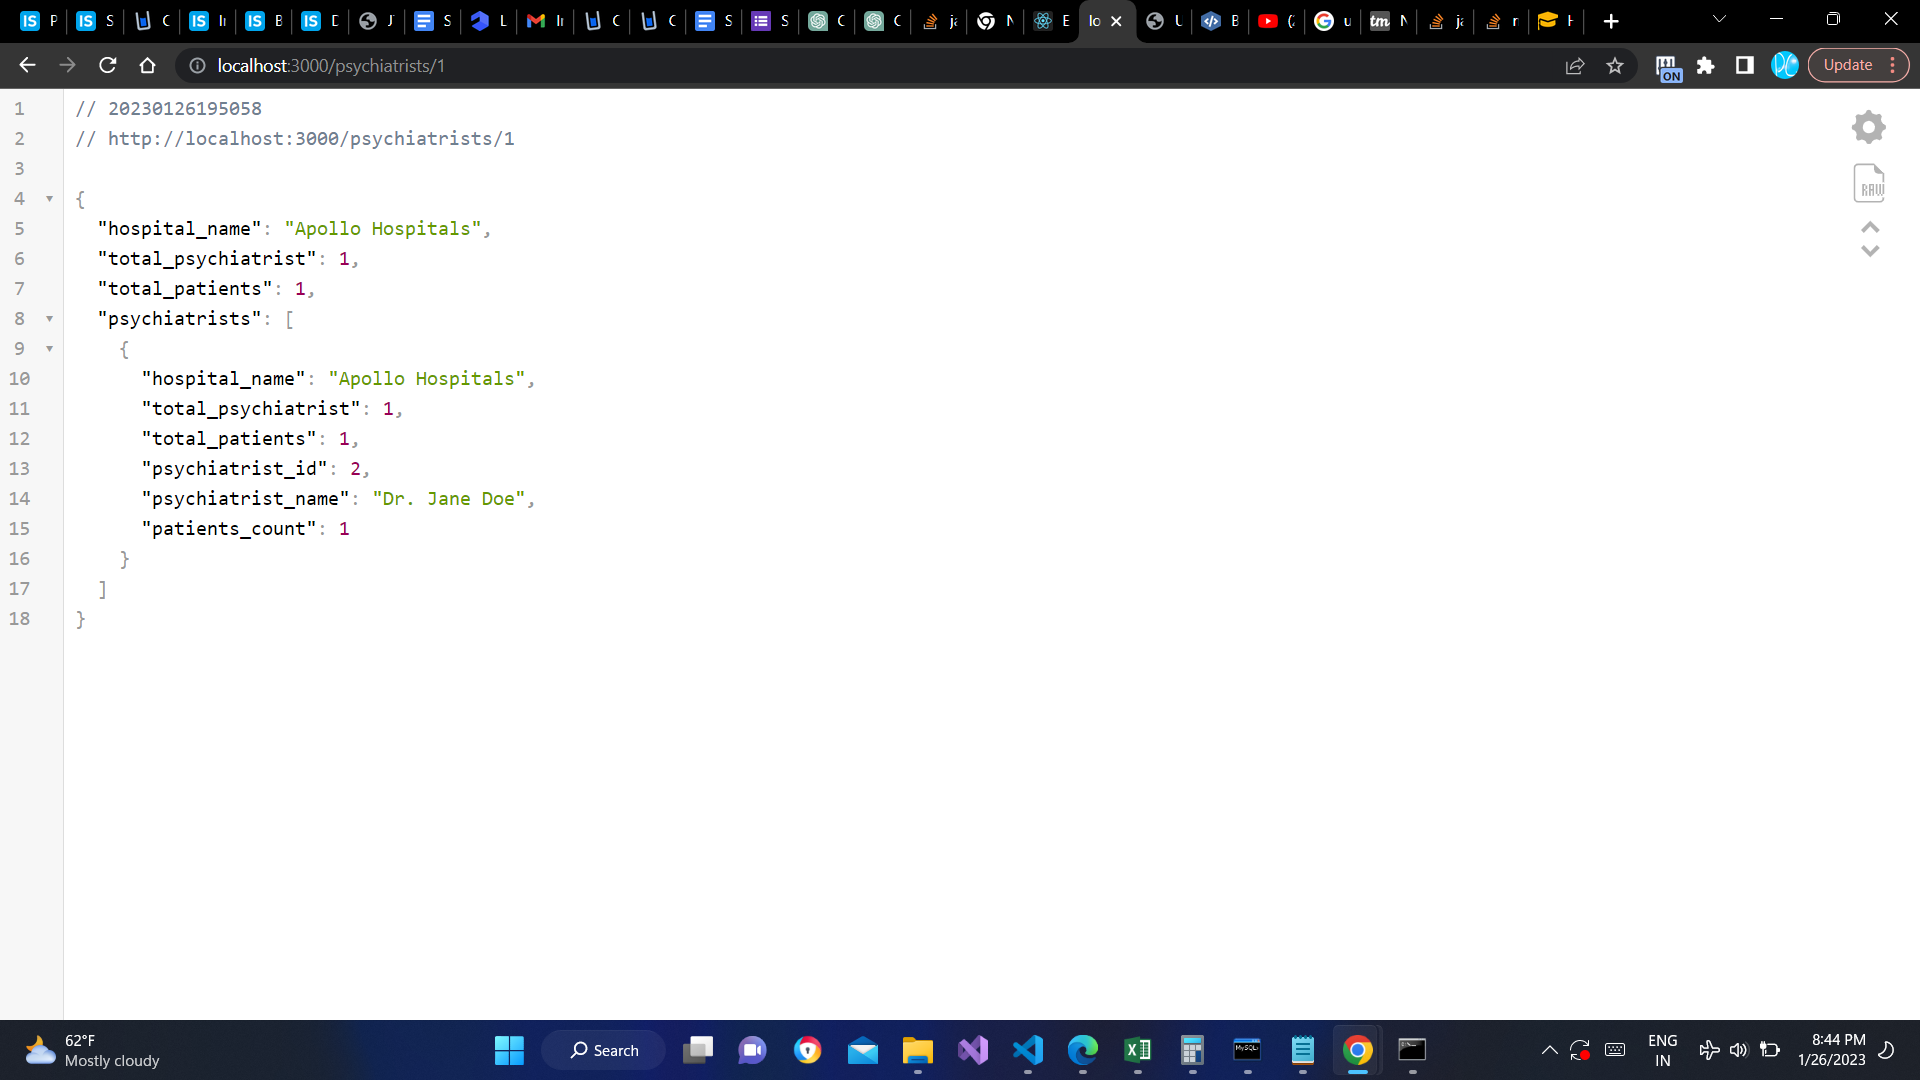 localhost:3000/psychiatrists/1
ON
Update
1 // 20230126195058
2 // http://localhost:3000/psychiatrists/1
3
4 {
5 "hospital_name": "Apollo Hospitals",
6 "total_psychiatrist": 1,
7 "total_patients": 1,
8 "psychiatrists": [
9 {
10 "hospital_name": "Apollo Hospitals",
11 "total_psychiatrist": 1,
12 "total_patients": 1,
13 "psychiatrist_id": 2,
14 "psychiatrist_name": "Dr. Jane Doe",
15 "patients_count": 1
16 }
17 ]
18 }
RAW
62°F
Mostly cloudy
Search
ENG
IN
8:44 PM
1/26/2023